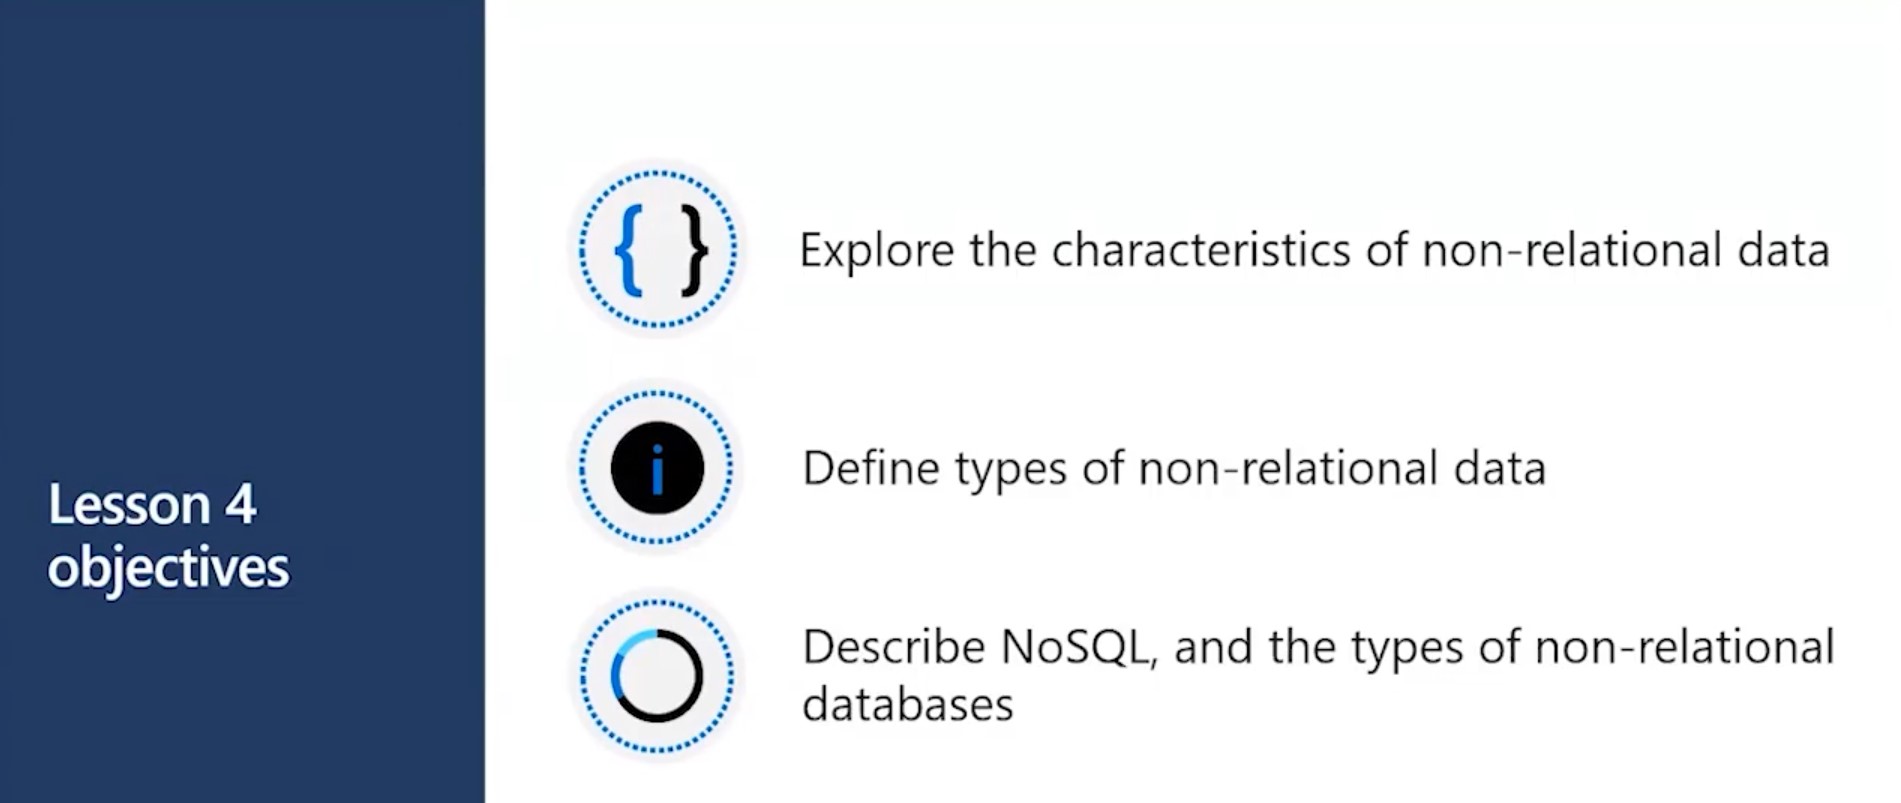 Lesson 4
objectives
Explore the characteristics of non-relational data
Define types of non-relational data
Describe NoSQL, and the types of non-relational
databases